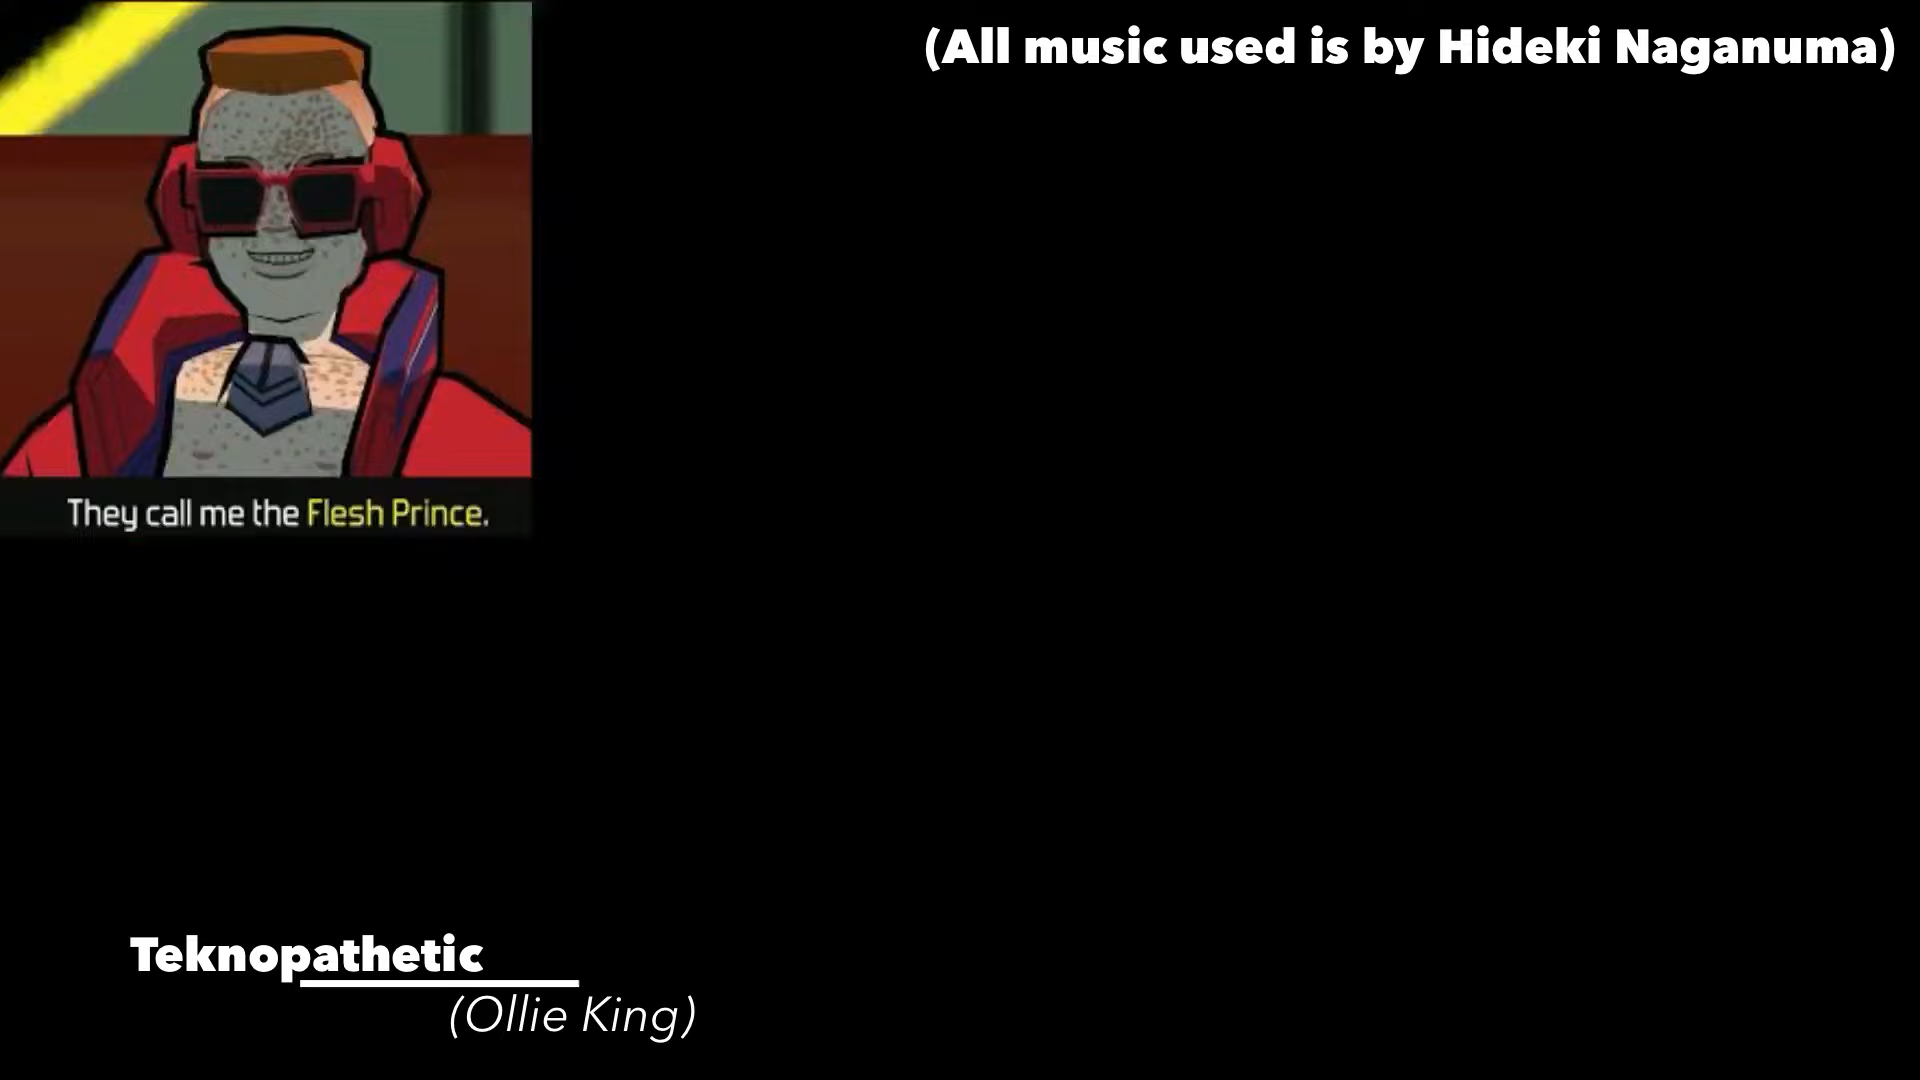 (All music used is by Hideki Naganuma)
They call me the Flesh Prince.
Teknopathetic
(Ollie King)